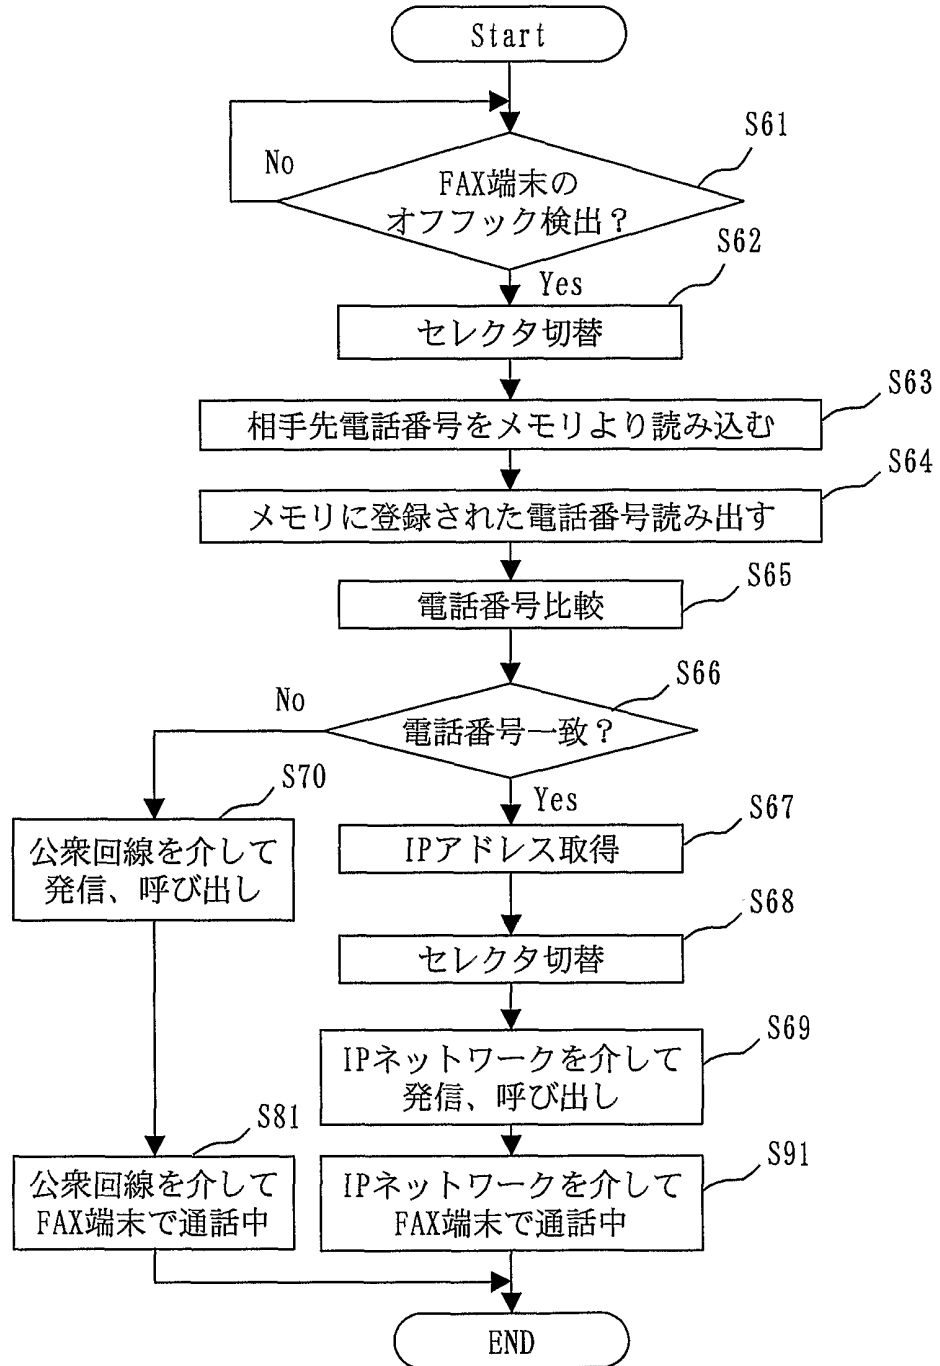 Start
S61
No
FAX端末の
オフフック検出?
S62
Yes
セレクタ切替
S63
相手先電話番号をメモリより読み込む
S64
メモリに登録された電話番号読み出す
S65
電話番号比較
S66
No
電話番号一致?
S70
Yes
S67
公衆回線を介して
発信、呼び出し
IPアドレス取得
S68
セレクタ切替
S69
IPネットワークを介して
発信、呼び出し
S81
S91
公衆回線を介して
FAX端末で通話中
IPネットワークを介して
FAX端末で通話中
END